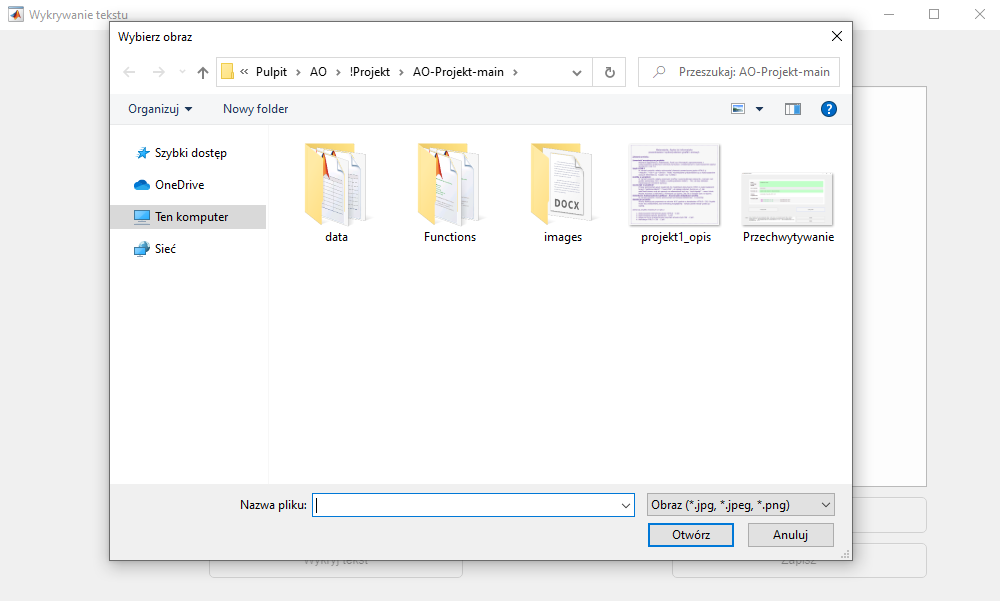 Wykrywanie tekstu
Wybierz obraz
« Pulpit › AO › !Projekt › AO-Projekt-main ›
Przeszukaj: AO-Projekt-main
Organizuj
Nowy folder
?
Szybki dostęp
OneDrive
Ten komputer
Sieć
DOCX
data
Functions
images
projekt1_opis
Przechwytywanie
Nazwa pliku:
Obraz (*.jpg, *.jpeg, *.png)
Otwórz
Anuluj
Wykryj tekst
Zapisz